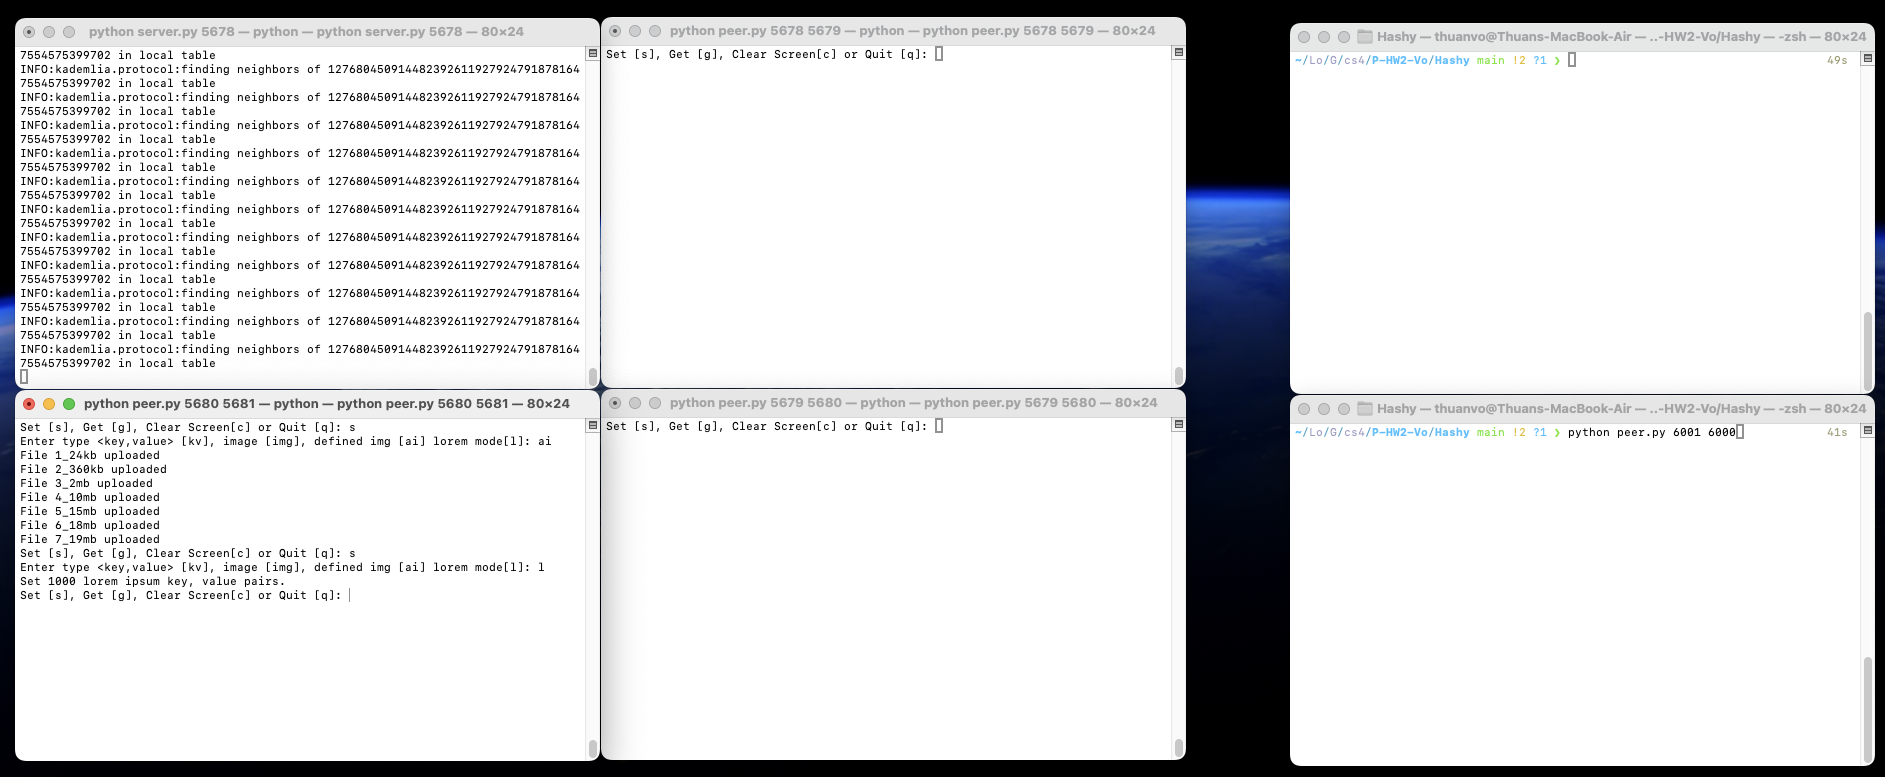 python server.py 5678 — python — python server.py 5678 — 80×24
7554575399702 in local table
INFO:kademlia.protocol:finding neighbors of 127680450914482392611927924791878164
7554575399702 in local table
INFO:kademlia.protocol:finding neighbors of 127680450914482392611927924791878164
7554575399702 in local table
INFO:kademlia.protocol:finding neighbors of 127680450914482392611927924791878164
7554575399702 in local table
INFO:kademlia.protocol:finding neighbors of 127680450914482392611927924791878164
7554575399702 in local table
INFO:kademlia.protocol:finding neighbors of 127680450914482392611927924791878164
7554575399702 in local table
INFO:kademlia.protocol:finding neighbors of 127680450914482392611927924791878164
7554575399702 in local table
INFO:kademlia.protocol:finding neighbors of 127680450914482392611927924791878164
7554575399702 in local table
INFO:kademlia.protocol:finding neighbors of 127680450914482392611927924791878164
7554575399702 in local table
INFO:kademlia.protocol:finding neighbors of 127680450914482392611927924791878164
7554575399702 in local table
INFO:kademlia.protocol:finding neighbors of 127680450914482392611927924791878164
7554575399702 in local table
INFO:kademlia.protocol:finding neighbors of 127680450914482392611927924791878164
7554575399702 in local table
python peer.py 5678 5679 — python — python peer.py 5678 5679 — 80×24
Set [s], Get [g], Clear Screen[c] or Quit [q]:
Hashy — thuanvo@Thuans-MacBook-Air — ..-HW2-Vo/Hashy — -zsh — 80×24
~/Lo/G/cs4/P-HW2-Vo/Hashy main !2 ?1 ❯ 49s
python peer.py 5680 5681 — python — python peer.py 5680 5681 — 80×24
Set [s], Get [g], Clear Screen[c] or Quit [q]: s
Enter type <key,value> [kv], image [img], defined img [ai] lorem mode[l]: ai
File 1_24kb uploaded
File 2_360kb uploaded
File 3_2mb uploaded
File 4_10mb uploaded
File 5_15mb uploaded
File 6_18mb uploaded
File 7_19mb uploaded
Set [s], Get [g], Clear Screen[c] or Quit [q]: s
Enter type <key,value> [kv], image [img], defined img [ai] lorem mode[l]: l
Set 1000 lorem ipsum key, value pairs.
Set [s], Get [g], Clear Screen[c] or Quit [q]:
python peer.py 5679 5680 — python — python peer.py 5679 5680 — 80×24
Set [s], Get [g], Clear Screen[c] or Quit [q]:
Hashy — thuanvo@Thuans-MacBook-Air — ..-HW2-Vo/Hashy — -zsh — 80×24
~/Lo/G/cs4/P-HW2-Vo/Hashy main !2 ?1 ❯ python peer.py 6001 6000 41s